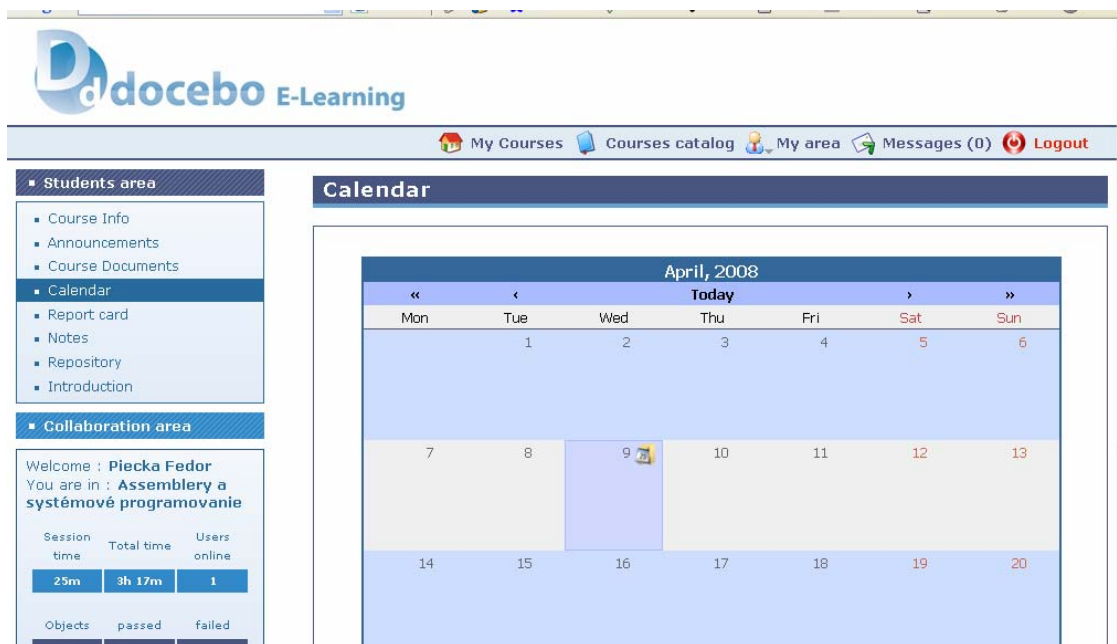 Dd docebo E-Learning
My Courses Courses catalog My area Messages (0) Logout
Students area
Course Info
Announcements
Course Documents
Calendar
Report card
Notes
Repository
Introduction
Collaboration area
Welcome : Piecka Fedor
You are in : Assemblery a
systémové programovanie
Session time Total time Users online
25m 3h 17m 1
Objects passed failed
Calendar
April, 2008
« ‹ Today › »
Mon Tue Wed Thu Fri Sat Sun
1 2 3 4 5 6
7 8 9 10 11 12 13
14 15 16 17 18 19 20